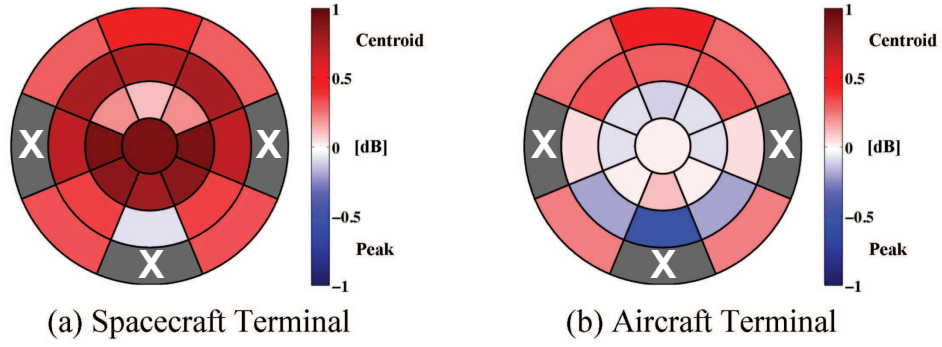 1
Centroid
0.5
X
X
0
[dB]
−0.5
X
Peak
−1
(a) Spacecraft Terminal
1
Centroid
0.5
X
X
0
[dB]
−0.5
X
Peak
−1
(b) Aircraft Terminal